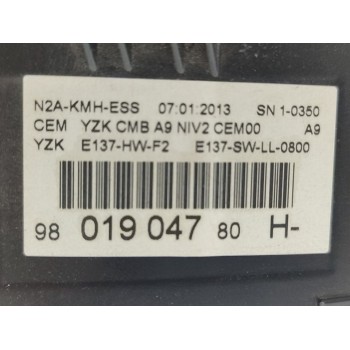 N2A-KMH-ESS 07:01:2013 SN 1-0350
CEM YZK CMB A9 NIV2 CEM00 A9
YZK E137-HW-F2 E137-SW-LL-0800
98 019 047 80 H-